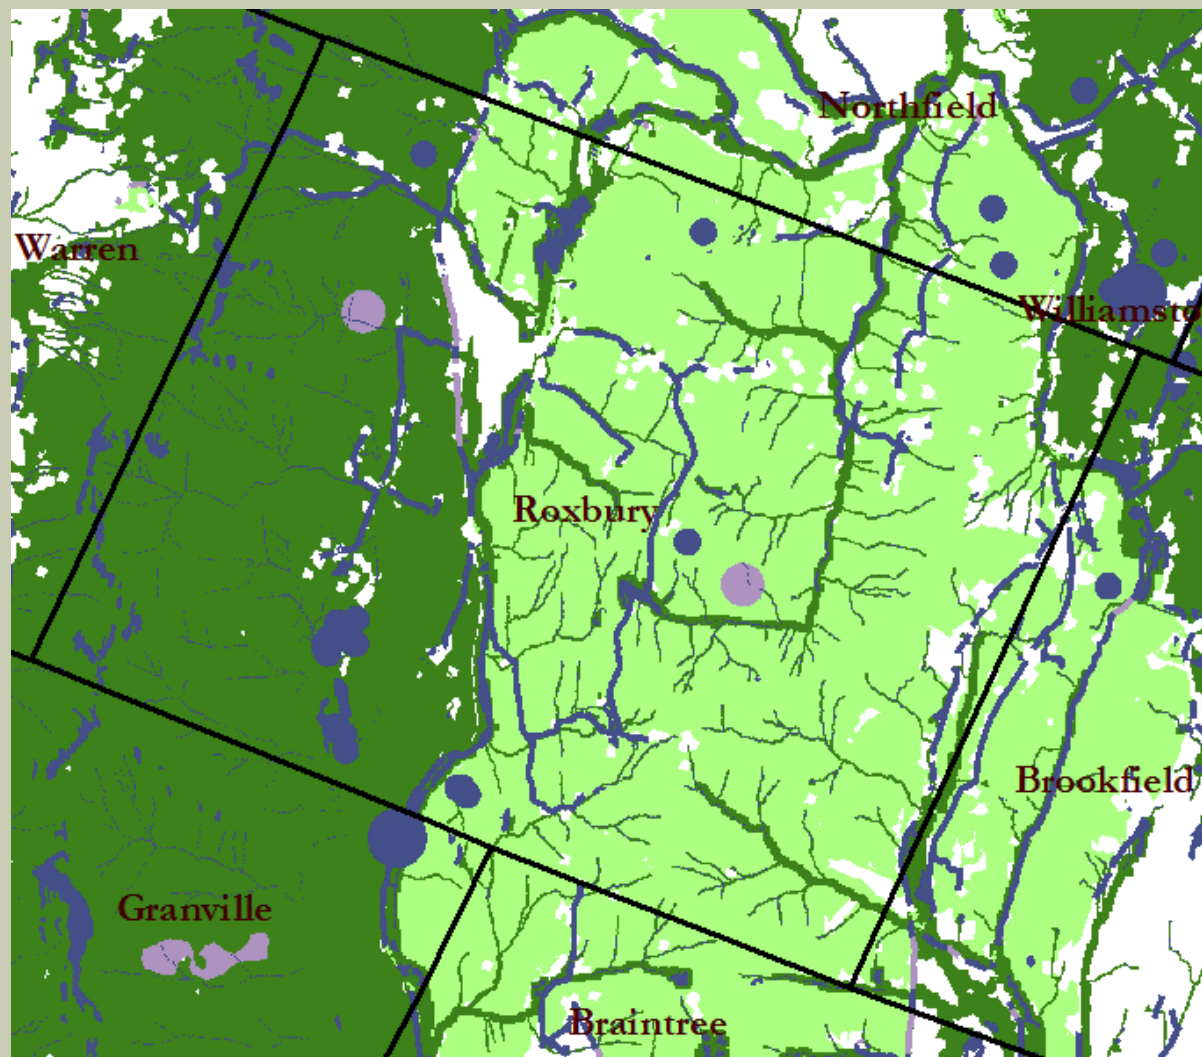 Northfield
Warren
Williamsto
Roxbury
Brookfield
Granville
Braintree